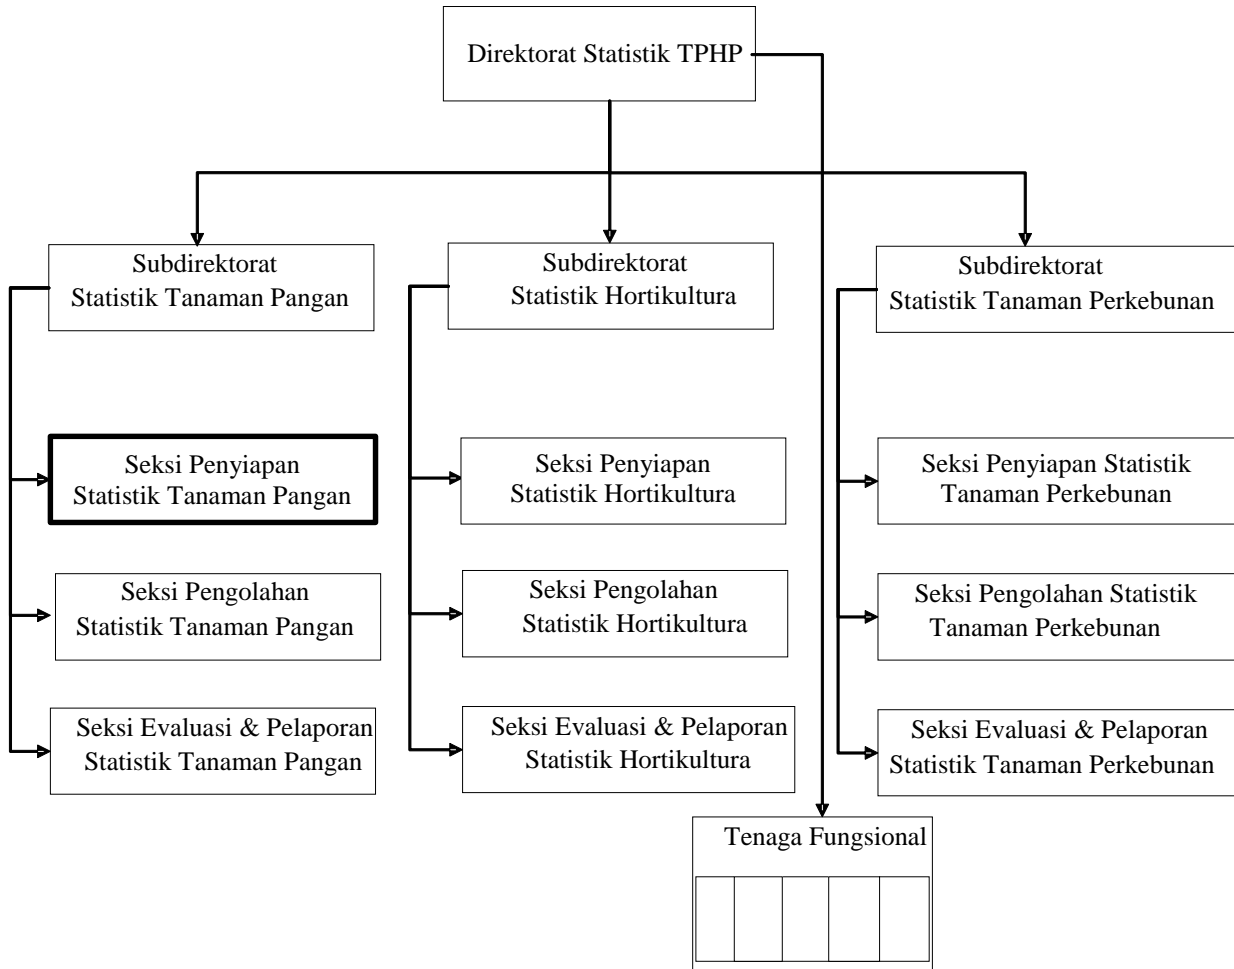 Direktorat Statistik TPHP
Subdirektorat
Statistik Tanaman Pangan
Subdirektorat
Statistik Hortikultura
Subdirektorat
Statistik Tanaman Perkebunan
Seksi Penyiapan
Statistik Tanaman Pangan
Seksi Penyiapan
Statistik Hortikultura
Seksi Penyiapan Statistik
Tanaman Perkebunan
Seksi Pengolahan
Statistik Tanaman Pangan
Seksi Pengolahan
Statistik Hortikultura
Seksi Pengolahan Statistik
Tanaman Perkebunan
Seksi Evaluasi & Pelaporan
Statistik Tanaman Pangan
Seksi Evaluasi & Pelaporan
Statistik Hortikultura
Seksi Evaluasi & Pelaporan
Statistik Tanaman Perkebunan
Tenaga Fungsional